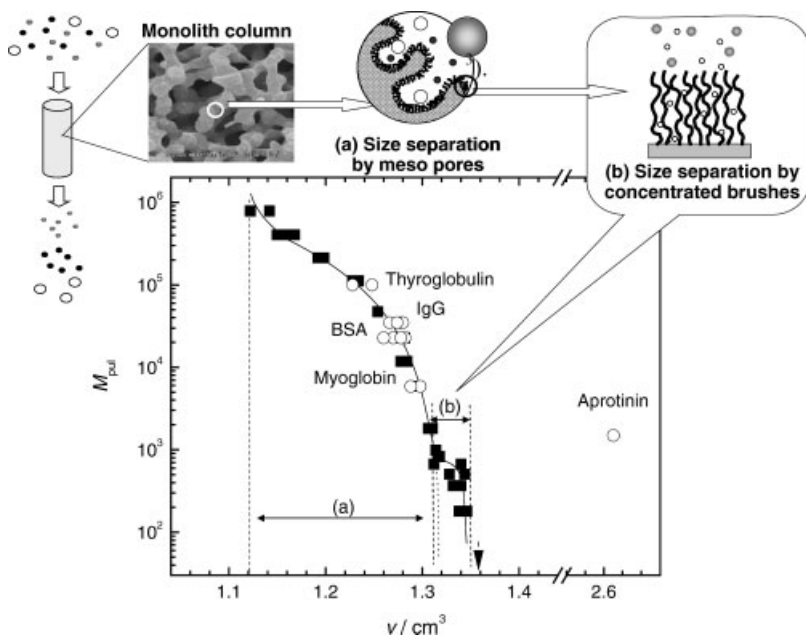 Monolith column
(a) Size separation
by meso pores
(b) Size separation by
concentrated brushes
10⁶
10⁵
10⁴
10³
10²
M_pul
Thyroglobulin
IgG
BSA
Myoglobin
(b)
Aprotinin
(a)
1.1
1.2
1.3
1.4
2.6
v / cm³